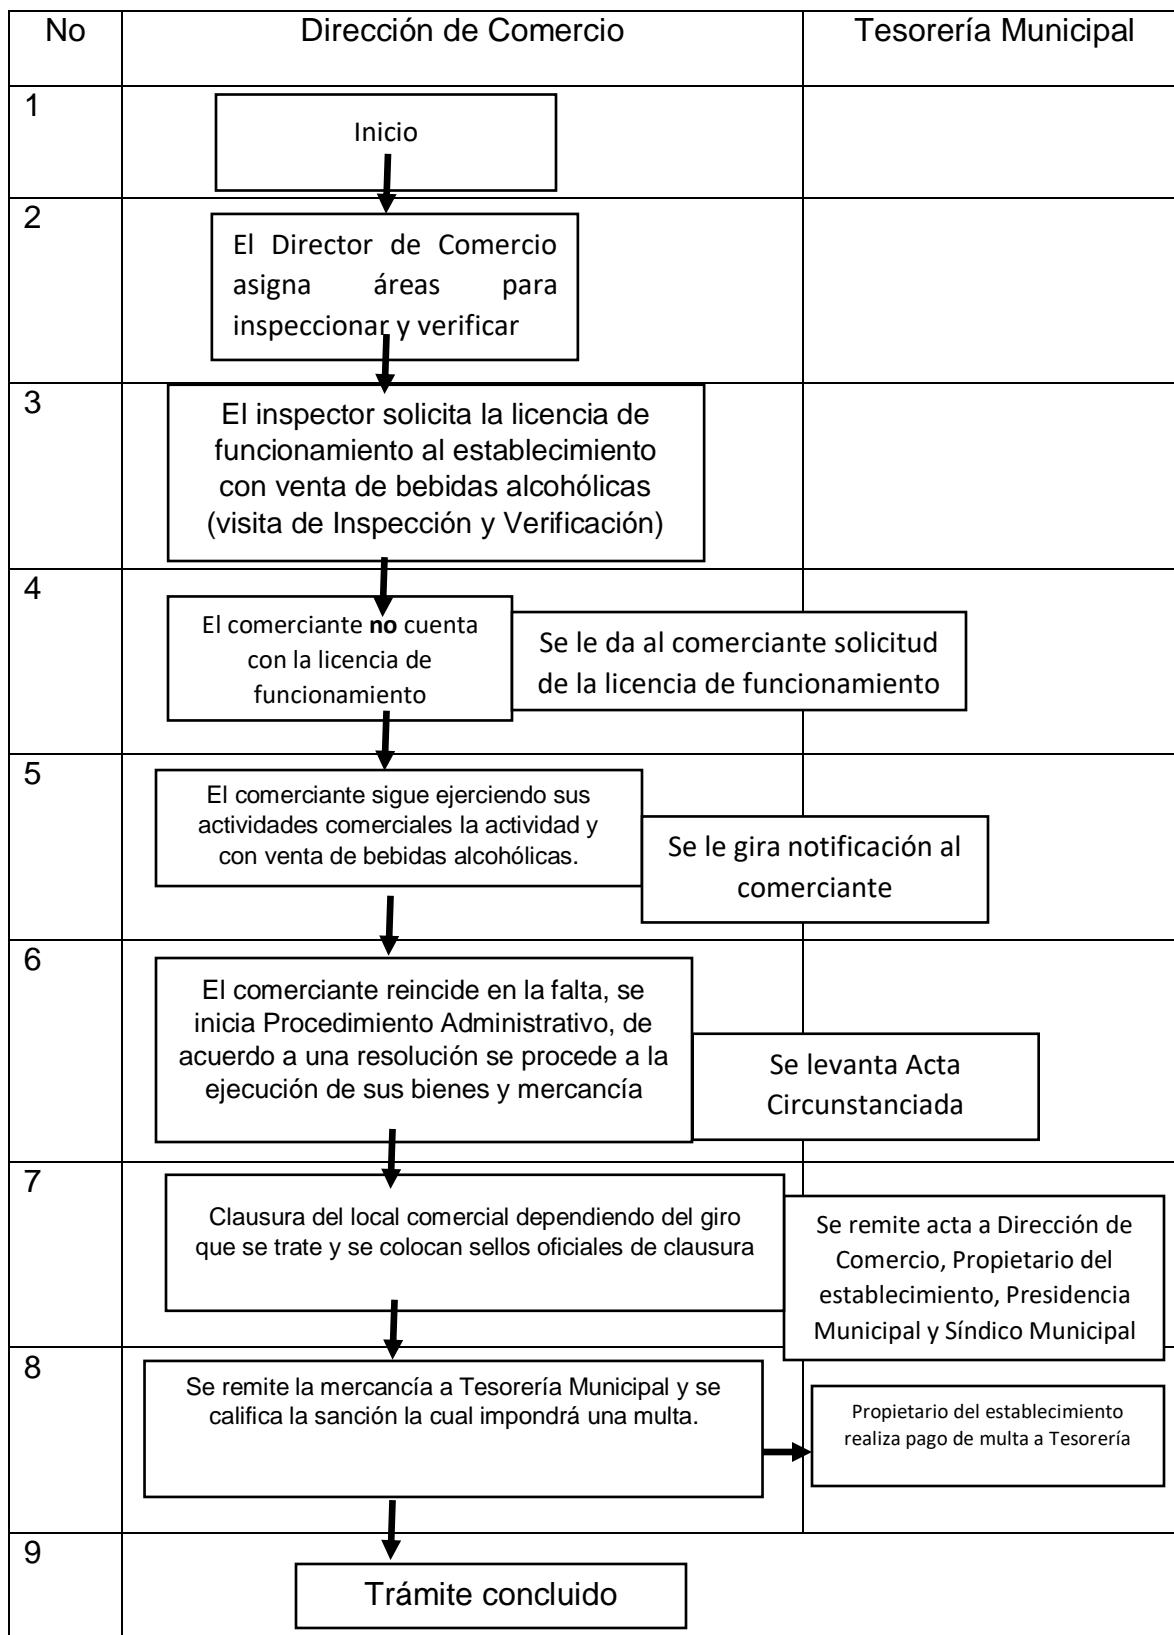 No
Dirección de Comercio
Tesorería Municipal
1
Inicio
2
El Director de Comercio
asigna áreas para
inspeccionar y verificar
3
El inspector solicita la licencia de
funcionamiento al establecimiento
con venta de bebidas alcohólicas
(visita de Inspección y Verificación)
4
El comerciante no cuenta
con la licencia de
funcionamiento
Se le da al comerciante solicitud
de la licencia de funcionamiento
5
El comerciante sigue ejerciendo sus
actividades comerciales la actividad y
con venta de bebidas alcohólicas.
Se le gira notificación al
comerciante
6
El comerciante reincide en la falta, se
inicia Procedimiento Administrativo, de
acuerdo a una resolución se procede a la
ejecución de sus bienes y mercancía
Se levanta Acta
Circunstanciada
7
Clausura del local comercial dependiendo del giro
que se trate y se colocan sellos oficiales de clausura
Se remite acta a Dirección de
Comercio, Propietario del
establecimiento, Presidencia
Municipal y Síndico Municipal
8
Se remite la mercancía a Tesorería Municipal y se
califica la sanción la cual impondrá una multa.
Propietario del establecimiento
realiza pago de multa a Tesorería
9
Trámite concluido